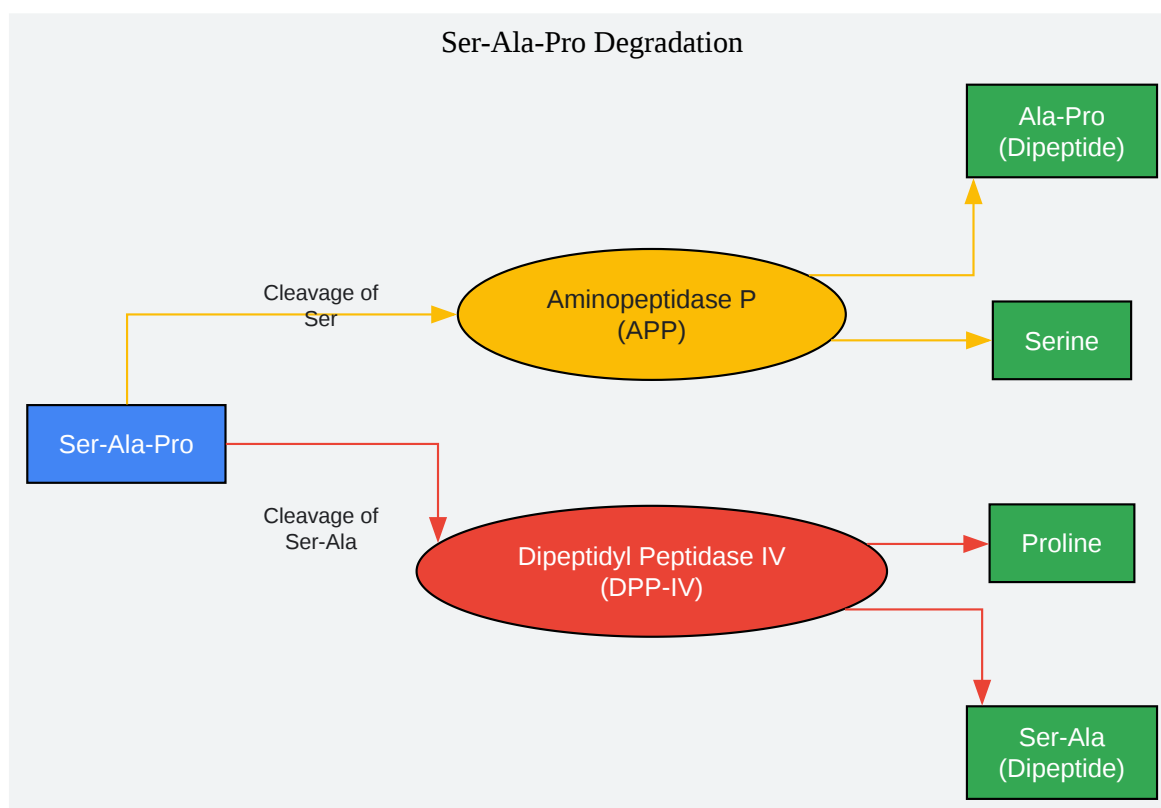 Ser-Ala-Pro Degradation
Ala-Pro
(Dipeptide)
Cleavage of
Ser
Aminopeptidase P
(APP)
Serine
Ser-Ala-Pro
Cleavage of
Ser-Ala
Dipeptidyl Peptidase IV
(DPP-IV)
Proline
Ser-Ala
(Dipeptide)